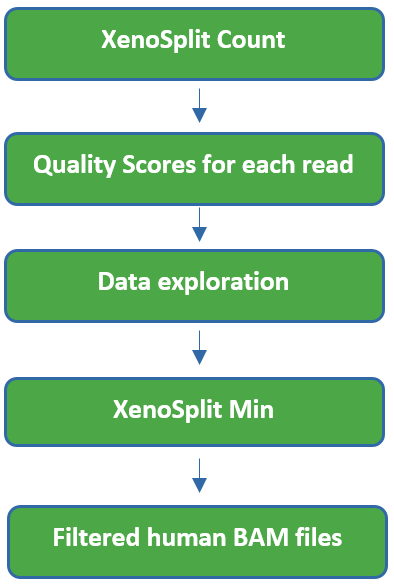 XenoSplit Count
Quality Scores for each read
Data exploration
XenoSplit Min
Filtered human BAM files